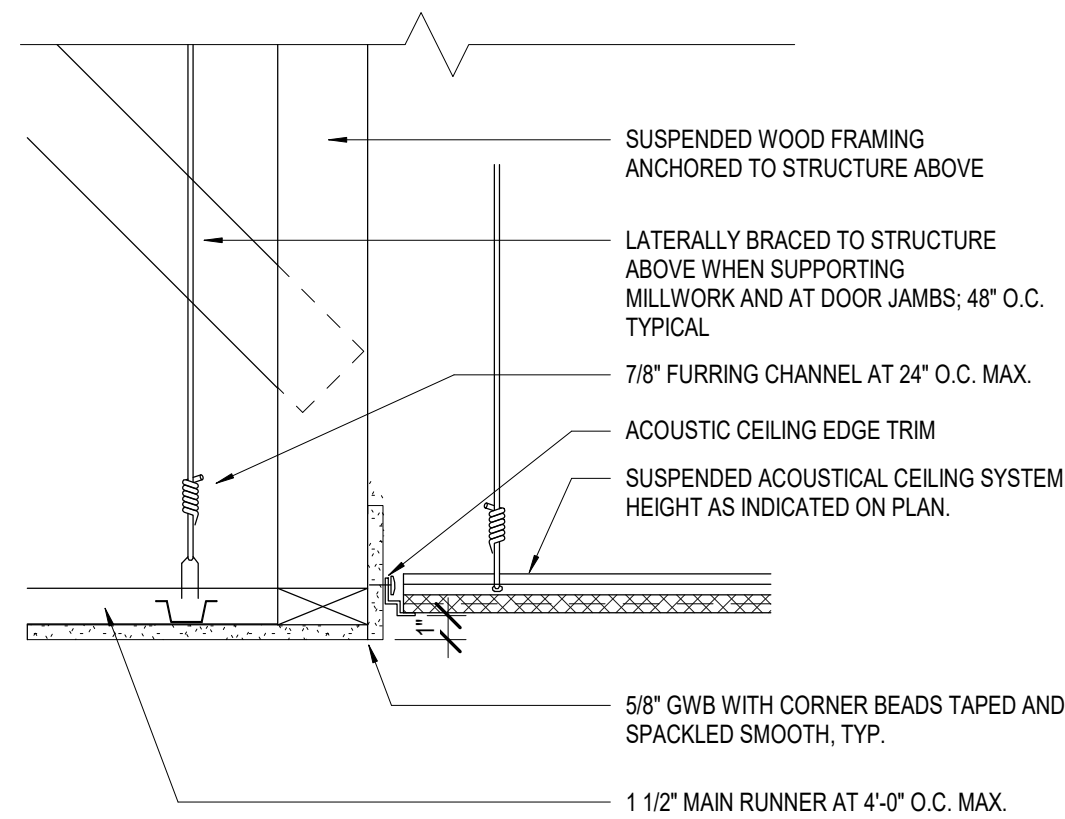 SUSPENDED WOOD FRAMING
ANCHORED TO STRUCTURE ABOVE
LATERALLY BRACED TO STRUCTURE
ABOVE WHEN SUPPORTING
MILLWORK AND AT DOOR JAMBS; 48" O.C.
TYPICAL
7/8" FURRING CHANNEL AT 24" O.C. MAX.
ACOUSTIC CEILING EDGE TRIM
SUSPENDED ACOUSTICAL CEILING SYSTEM
HEIGHT AS INDICATED ON PLAN.
1"
5/8" GWB WITH CORNER BEADS TAPED AND
SPACKLED SMOOTH, TYP.
1 1/2" MAIN RUNNER AT 4'-0" O.C. MAX.